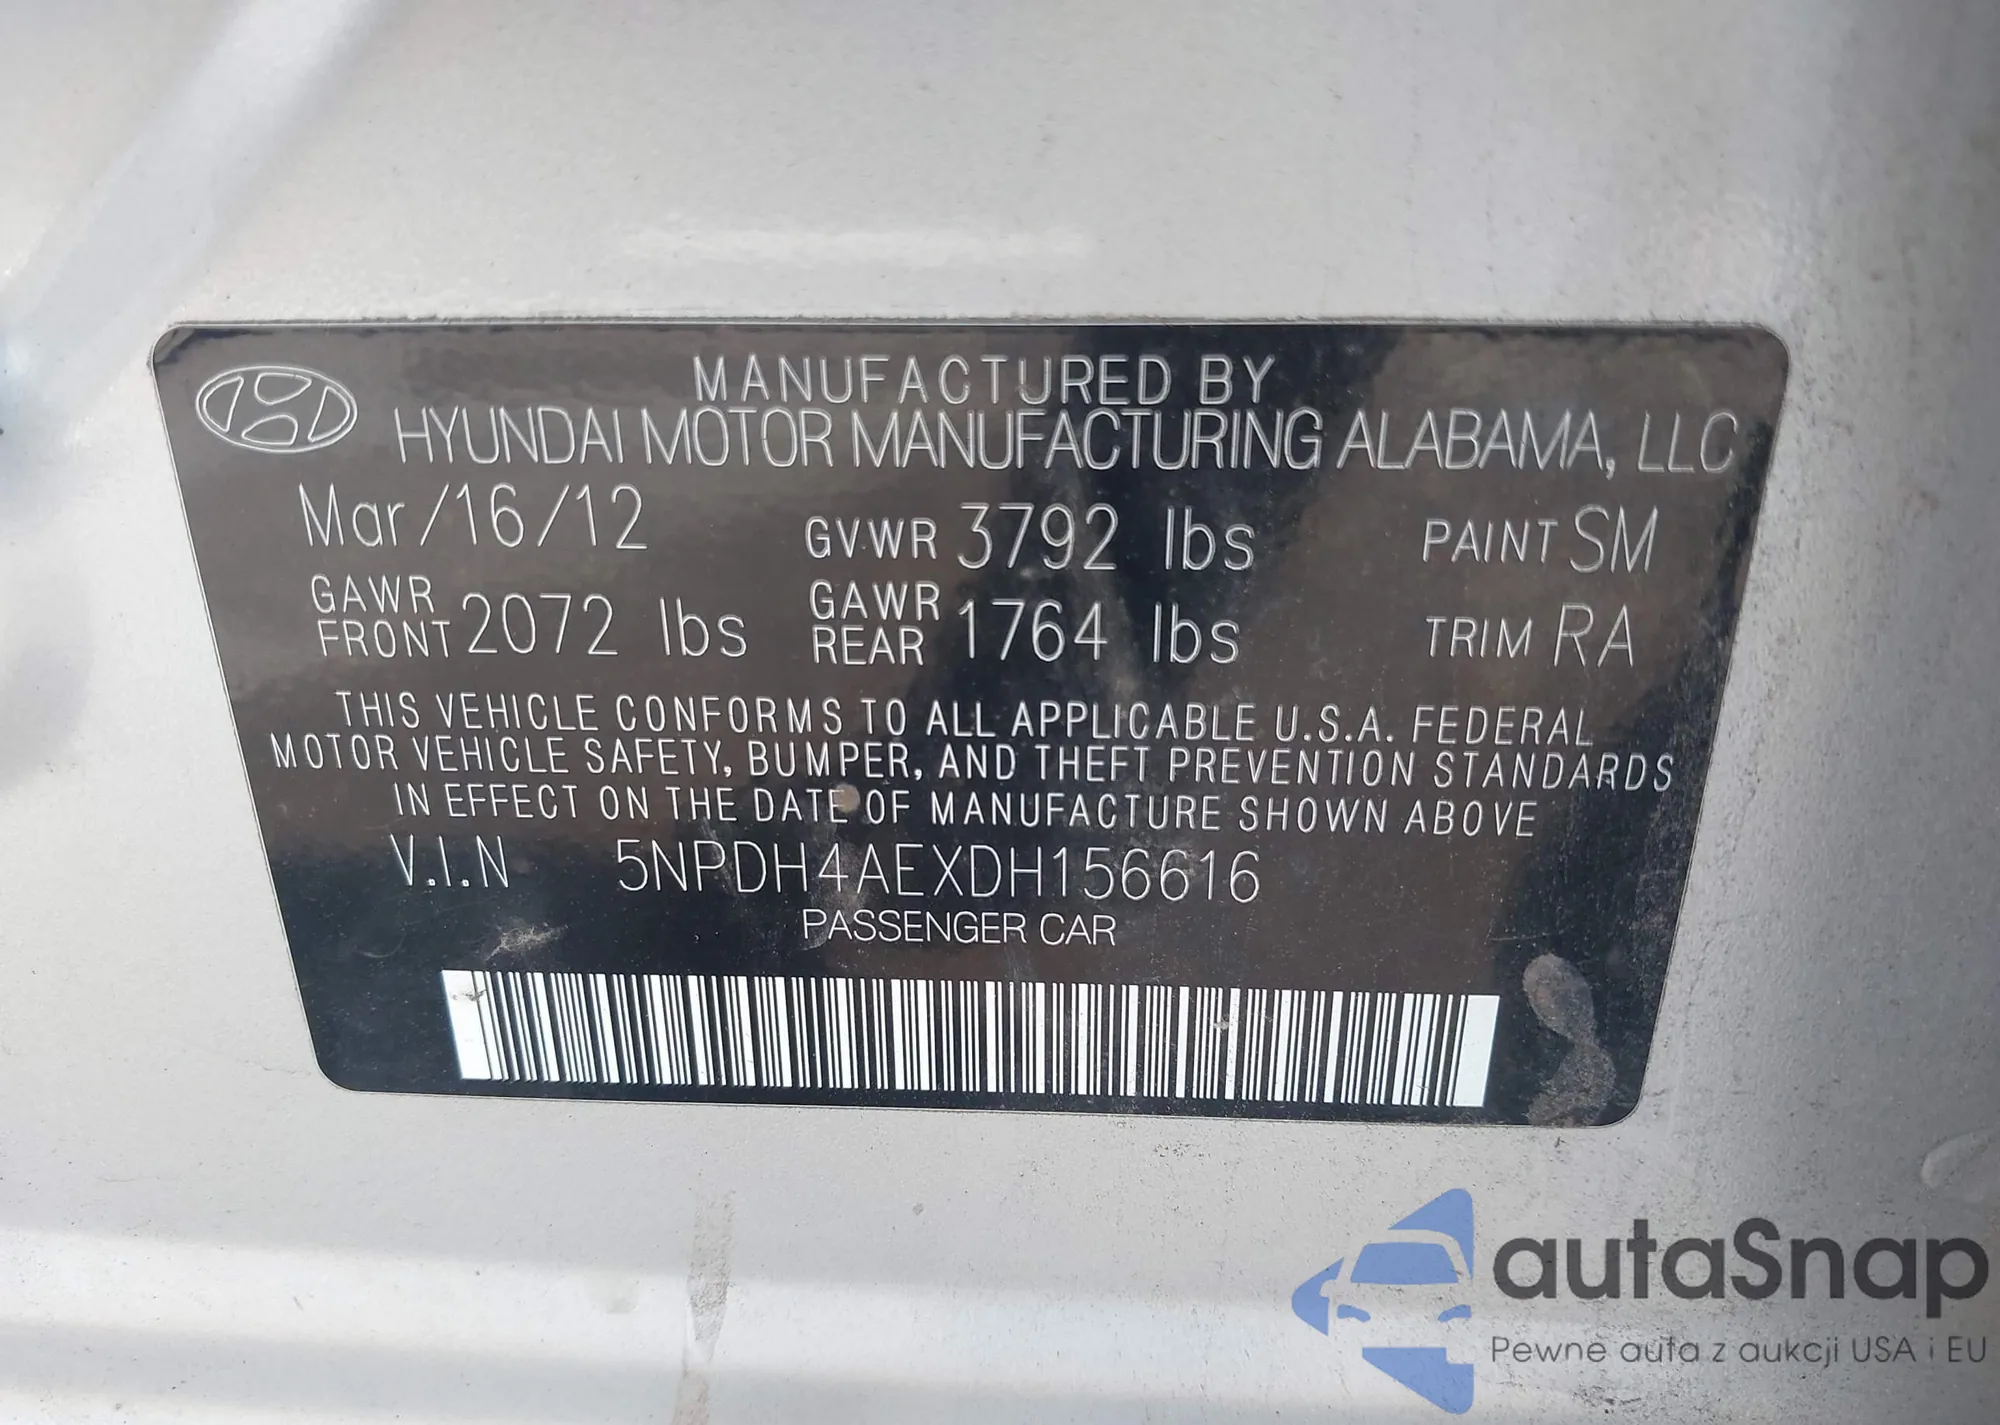 MANUFACTURED BY
HYUNDAI MOTOR MANUFACTURING ALABAMA, LLC
Mar/16/12 GVWR 3792 lbs PAINT SM
GAWR FRONT 2072 lbs GAWR REAR 1764 lbs TRIM RA
THIS VEHICLE CONFORMS TO ALL APPLICABLE U.S.A. FEDERAL
MOTOR VEHICLE SAFETY, BUMPER, AND THEFT PREVENTION STANDARDS
IN EFFECT ON THE DATE OF MANUFACTURE SHOWN ABOVE
V.I.N 5NPDH4AEXDH156616
PASSENGER CAR
autaSnap
Pewne auta z aukcji USA i EU